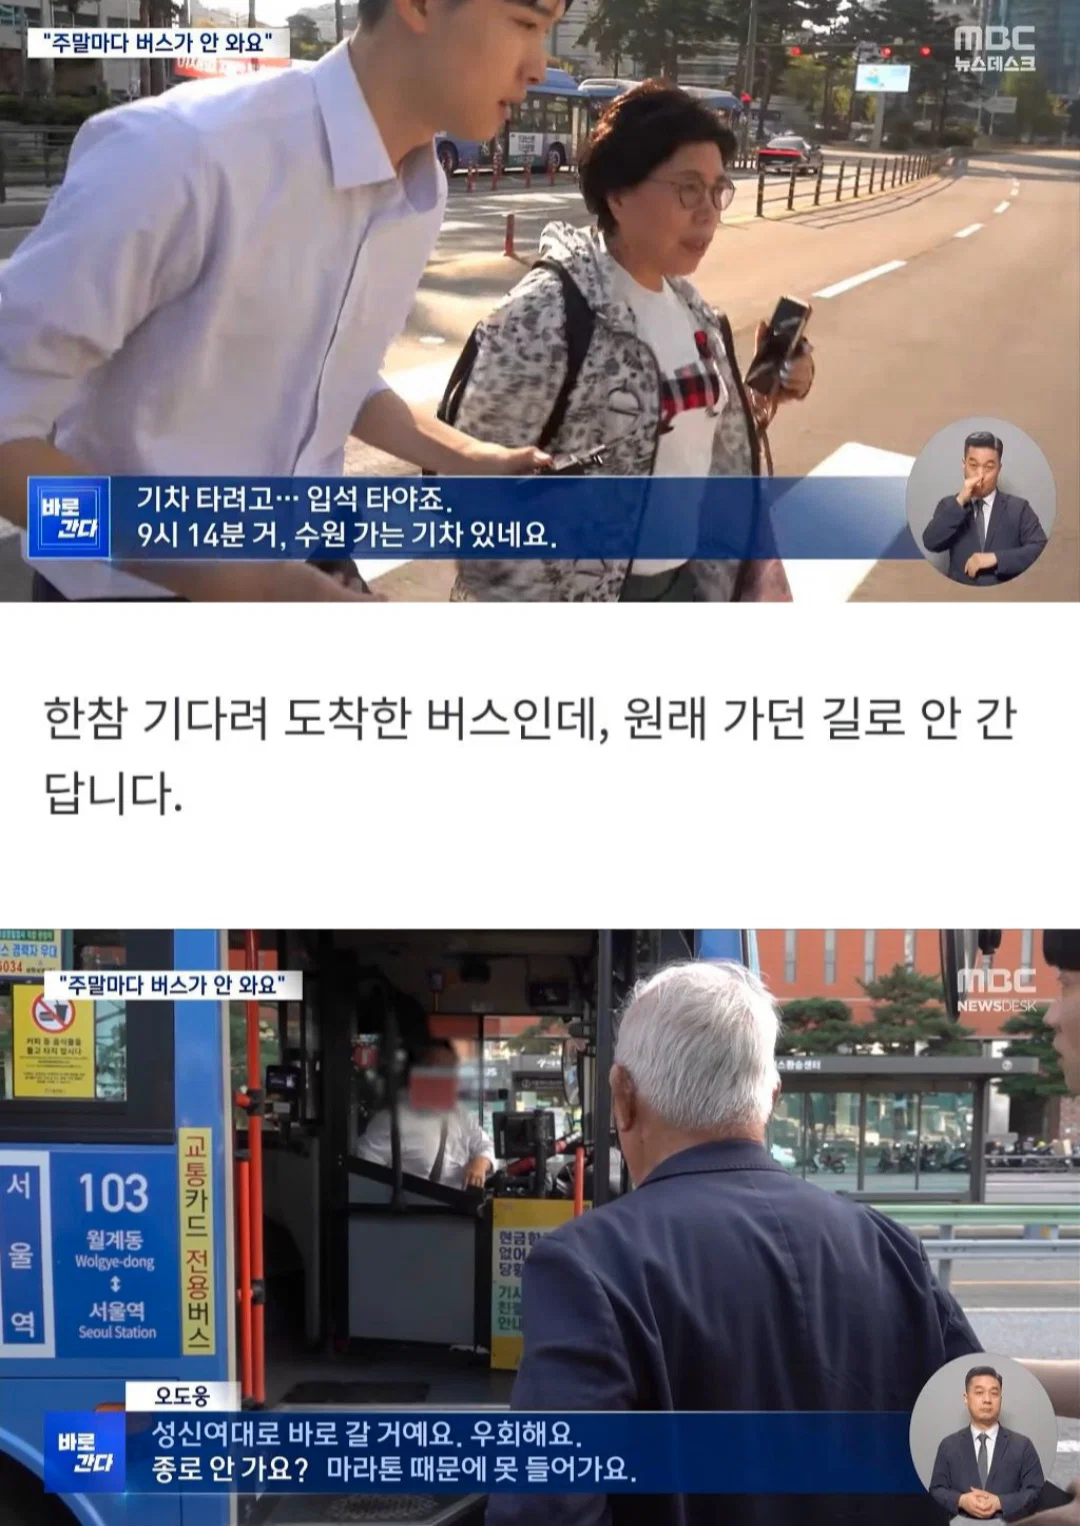 "주말마다 버스가 안 와요"
MBC
뉴스데스크
바로
간다
기차 타려고… 입석 타야죠.
9시 14분 거, 수원 가는 기차 있네요.
한참 기다려 도착한 버스인데, 원래 가던 길로 안 간
답니다.
"주말마다 버스가 안 와요"
MBC
NEWSDESK
6034
서
울
역
103
월계동
Wolgye-dong
서울역
Seoul Station
교통카드 전용버스
오도웅
바로
간다
성신여대로 바로 갈 거예요. 우회해요.
종로 안 가요? 마라톤 때문에 못 들어가요.